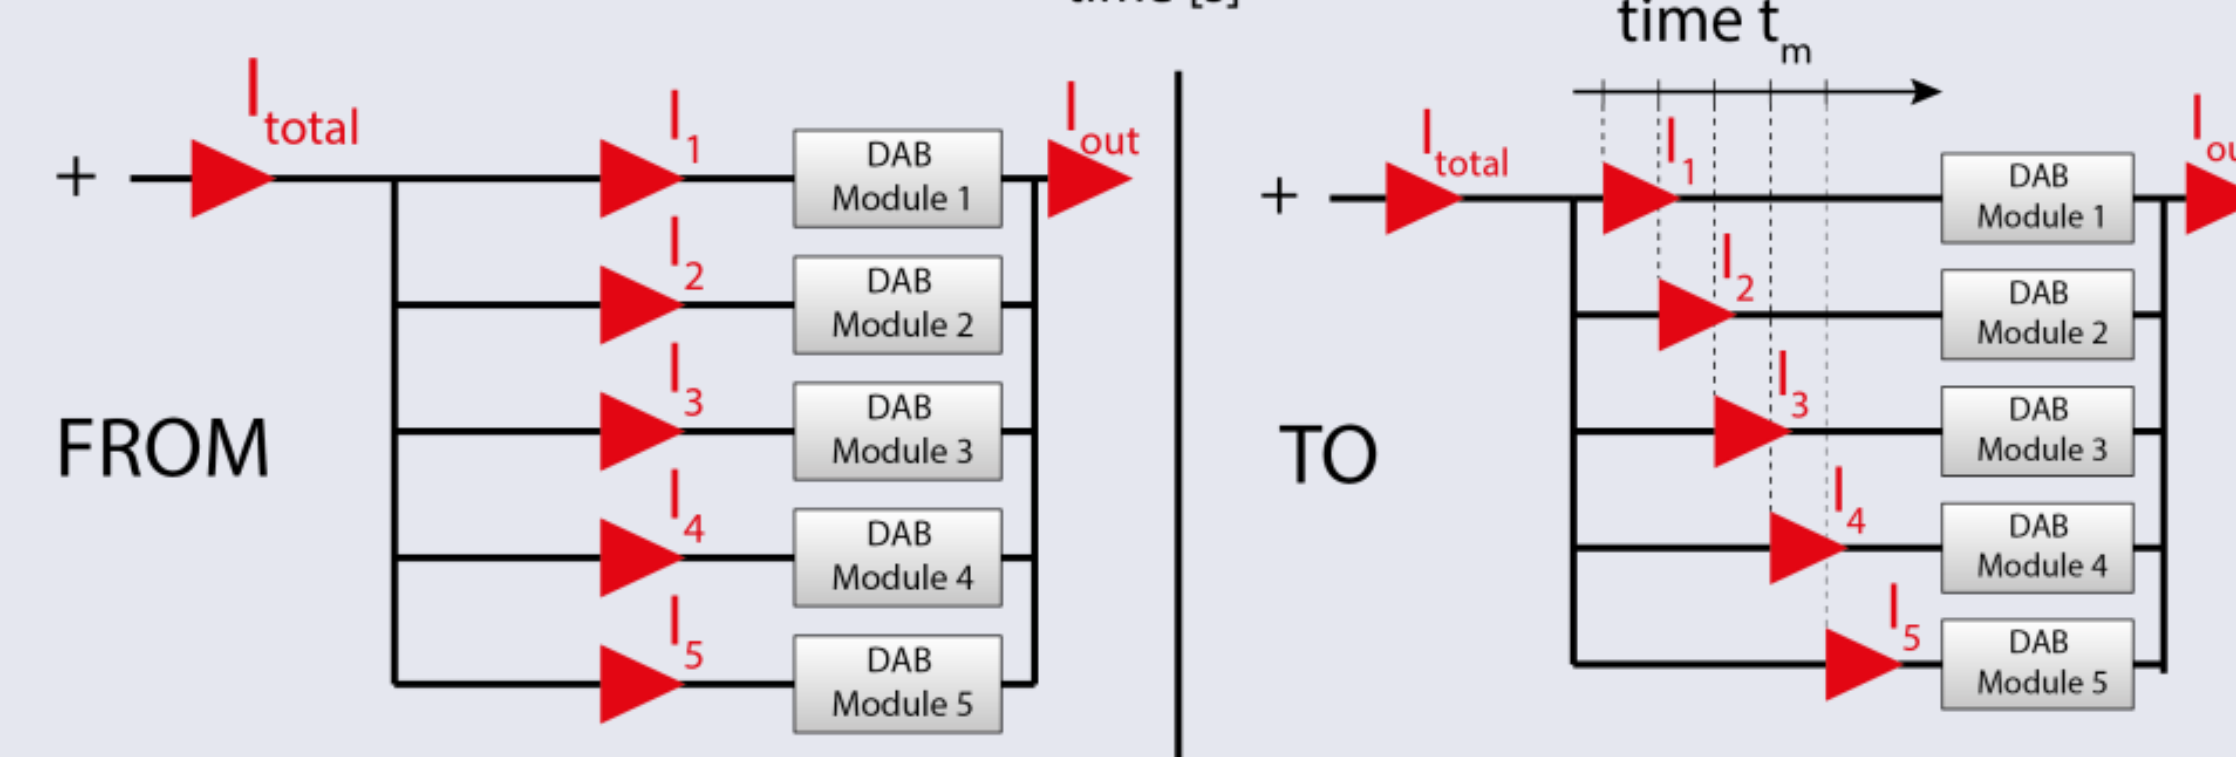 time [s]
time t_m
I_total
I_1
DAB
Module 1
I_out
I_2
DAB
Module 2
I_3
DAB
Module 3
I_4
DAB
Module 4
I_5
DAB
Module 5
+
FROM
I_total
I_1
DAB
Module 1
I_2
DAB
Module 2
I_3
DAB
Module 3
I_4
DAB
Module 4
I_5
DAB
Module 5
+
TO